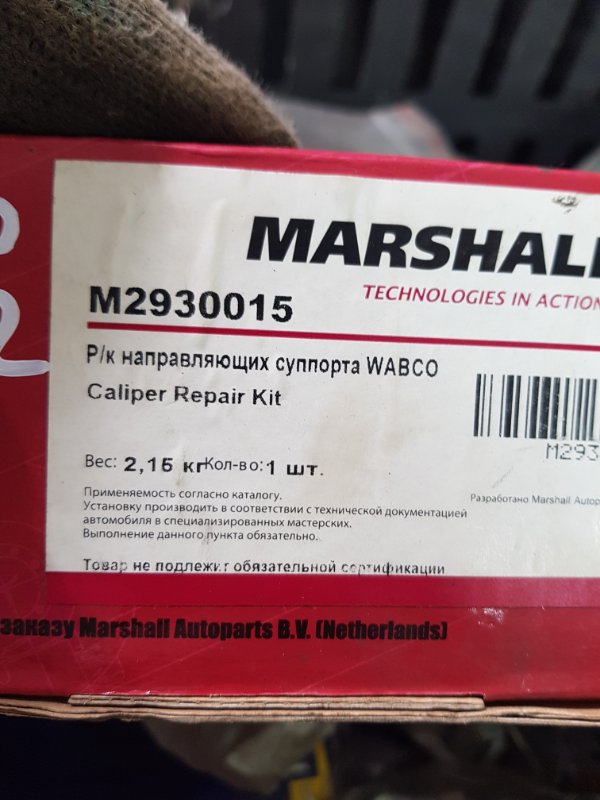 MARSHALL
TECHNOLOGIES IN ACTION
M2930015
Р/к направляющих суппорта WABCO
Caliper Repair Kit
M293
Вес: 2,15 кг Кол-во: 1 шт.
Применяемость согласно каталогу.
Установку производить в соответствии с технической документацией
автомобиля в специализированных мастерских.
Выполнение данного пункта обязательно.
Разработано Marshall Autop
Товар не подлежит обязательной сертификации
заказу Marshall Autoparts B.V. (Netherlands)